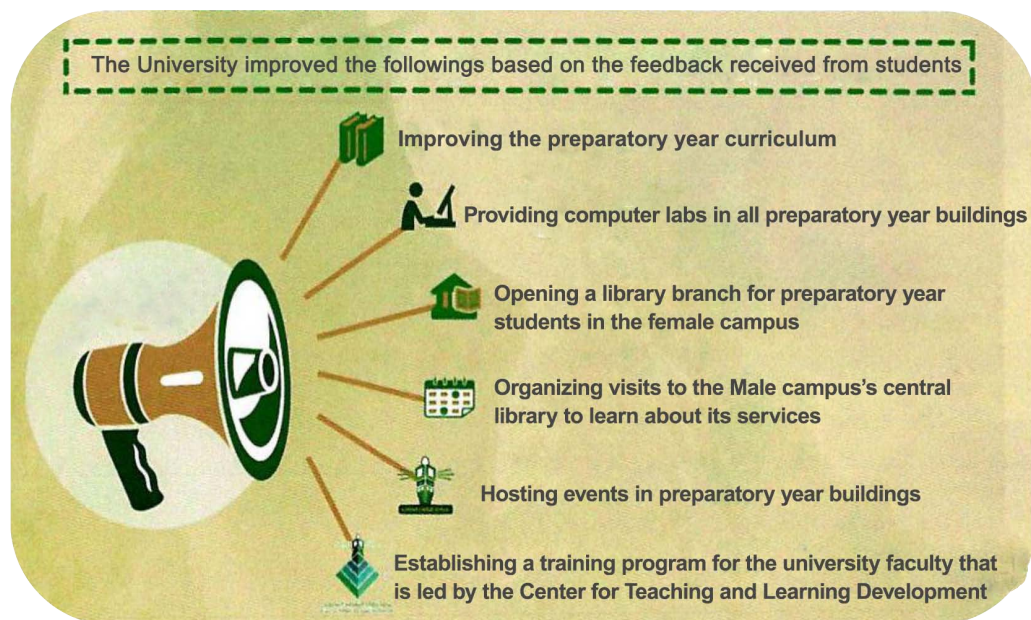 The University improved the followings based on the feedback received from students
Improving the preparatory year curriculum
Providing computer labs in all preparatory year buildings
Opening a library branch for preparatory year
students in the female campus
Organizing visits to the Male campus's central
library to learn about its services
Hosting events in preparatory year buildings
Establishing a training program for the university faculty that
is led by the Center for Teaching and Learning Development